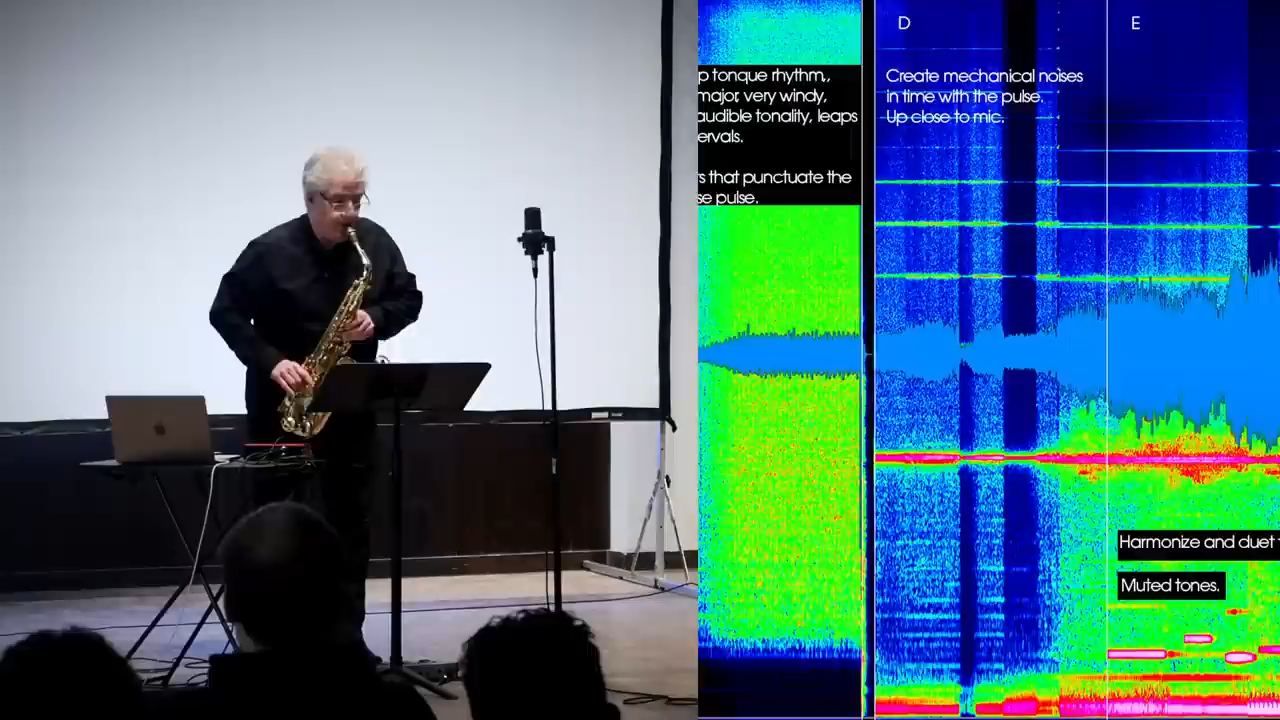 p tonque rhythm,,
major, very windy,
audible tonality, leaps
ervals.
s that punctuate the
se pulse.
D
Create mechanical noises
in time with the pulse.
Up close to mic.
E
Harmonize and duet
Muted tones.